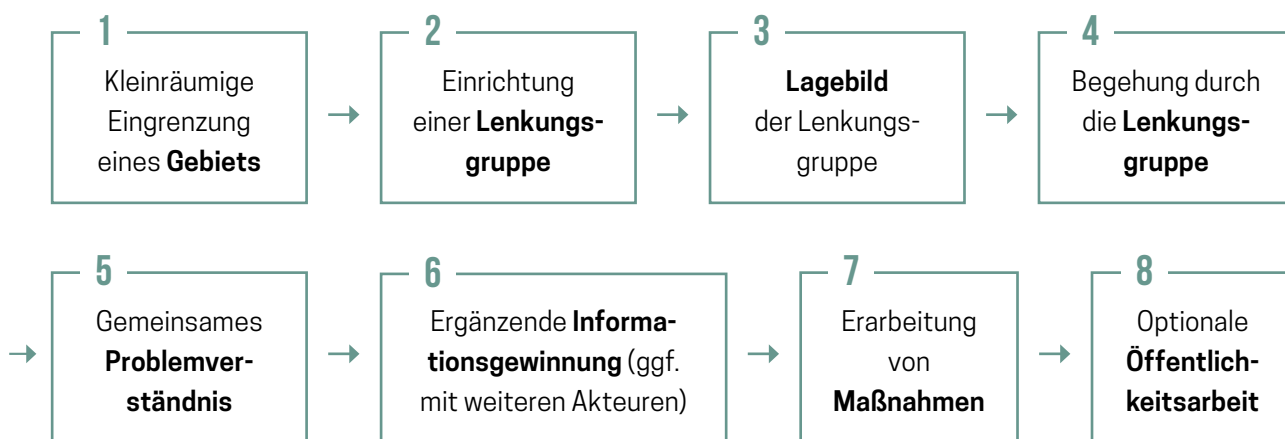 1
Kleinräumige
Eingrenzung
eines Gebiets
2
Einrichtung
einer Lenkungs-
gruppe
3
Lagebild
der Lenkungs-
gruppe
4
Begehung durch
die Lenkungs-
gruppe
5
Gemeinsames
Problemver-
ständnis
6
Ergänzende Informa-
tionsgewinnung (ggf.
mit weiteren Akteuren)
7
Erarbeitung
von
Maßnahmen
8
Optionale
Öffentlich-
keitsarbeit